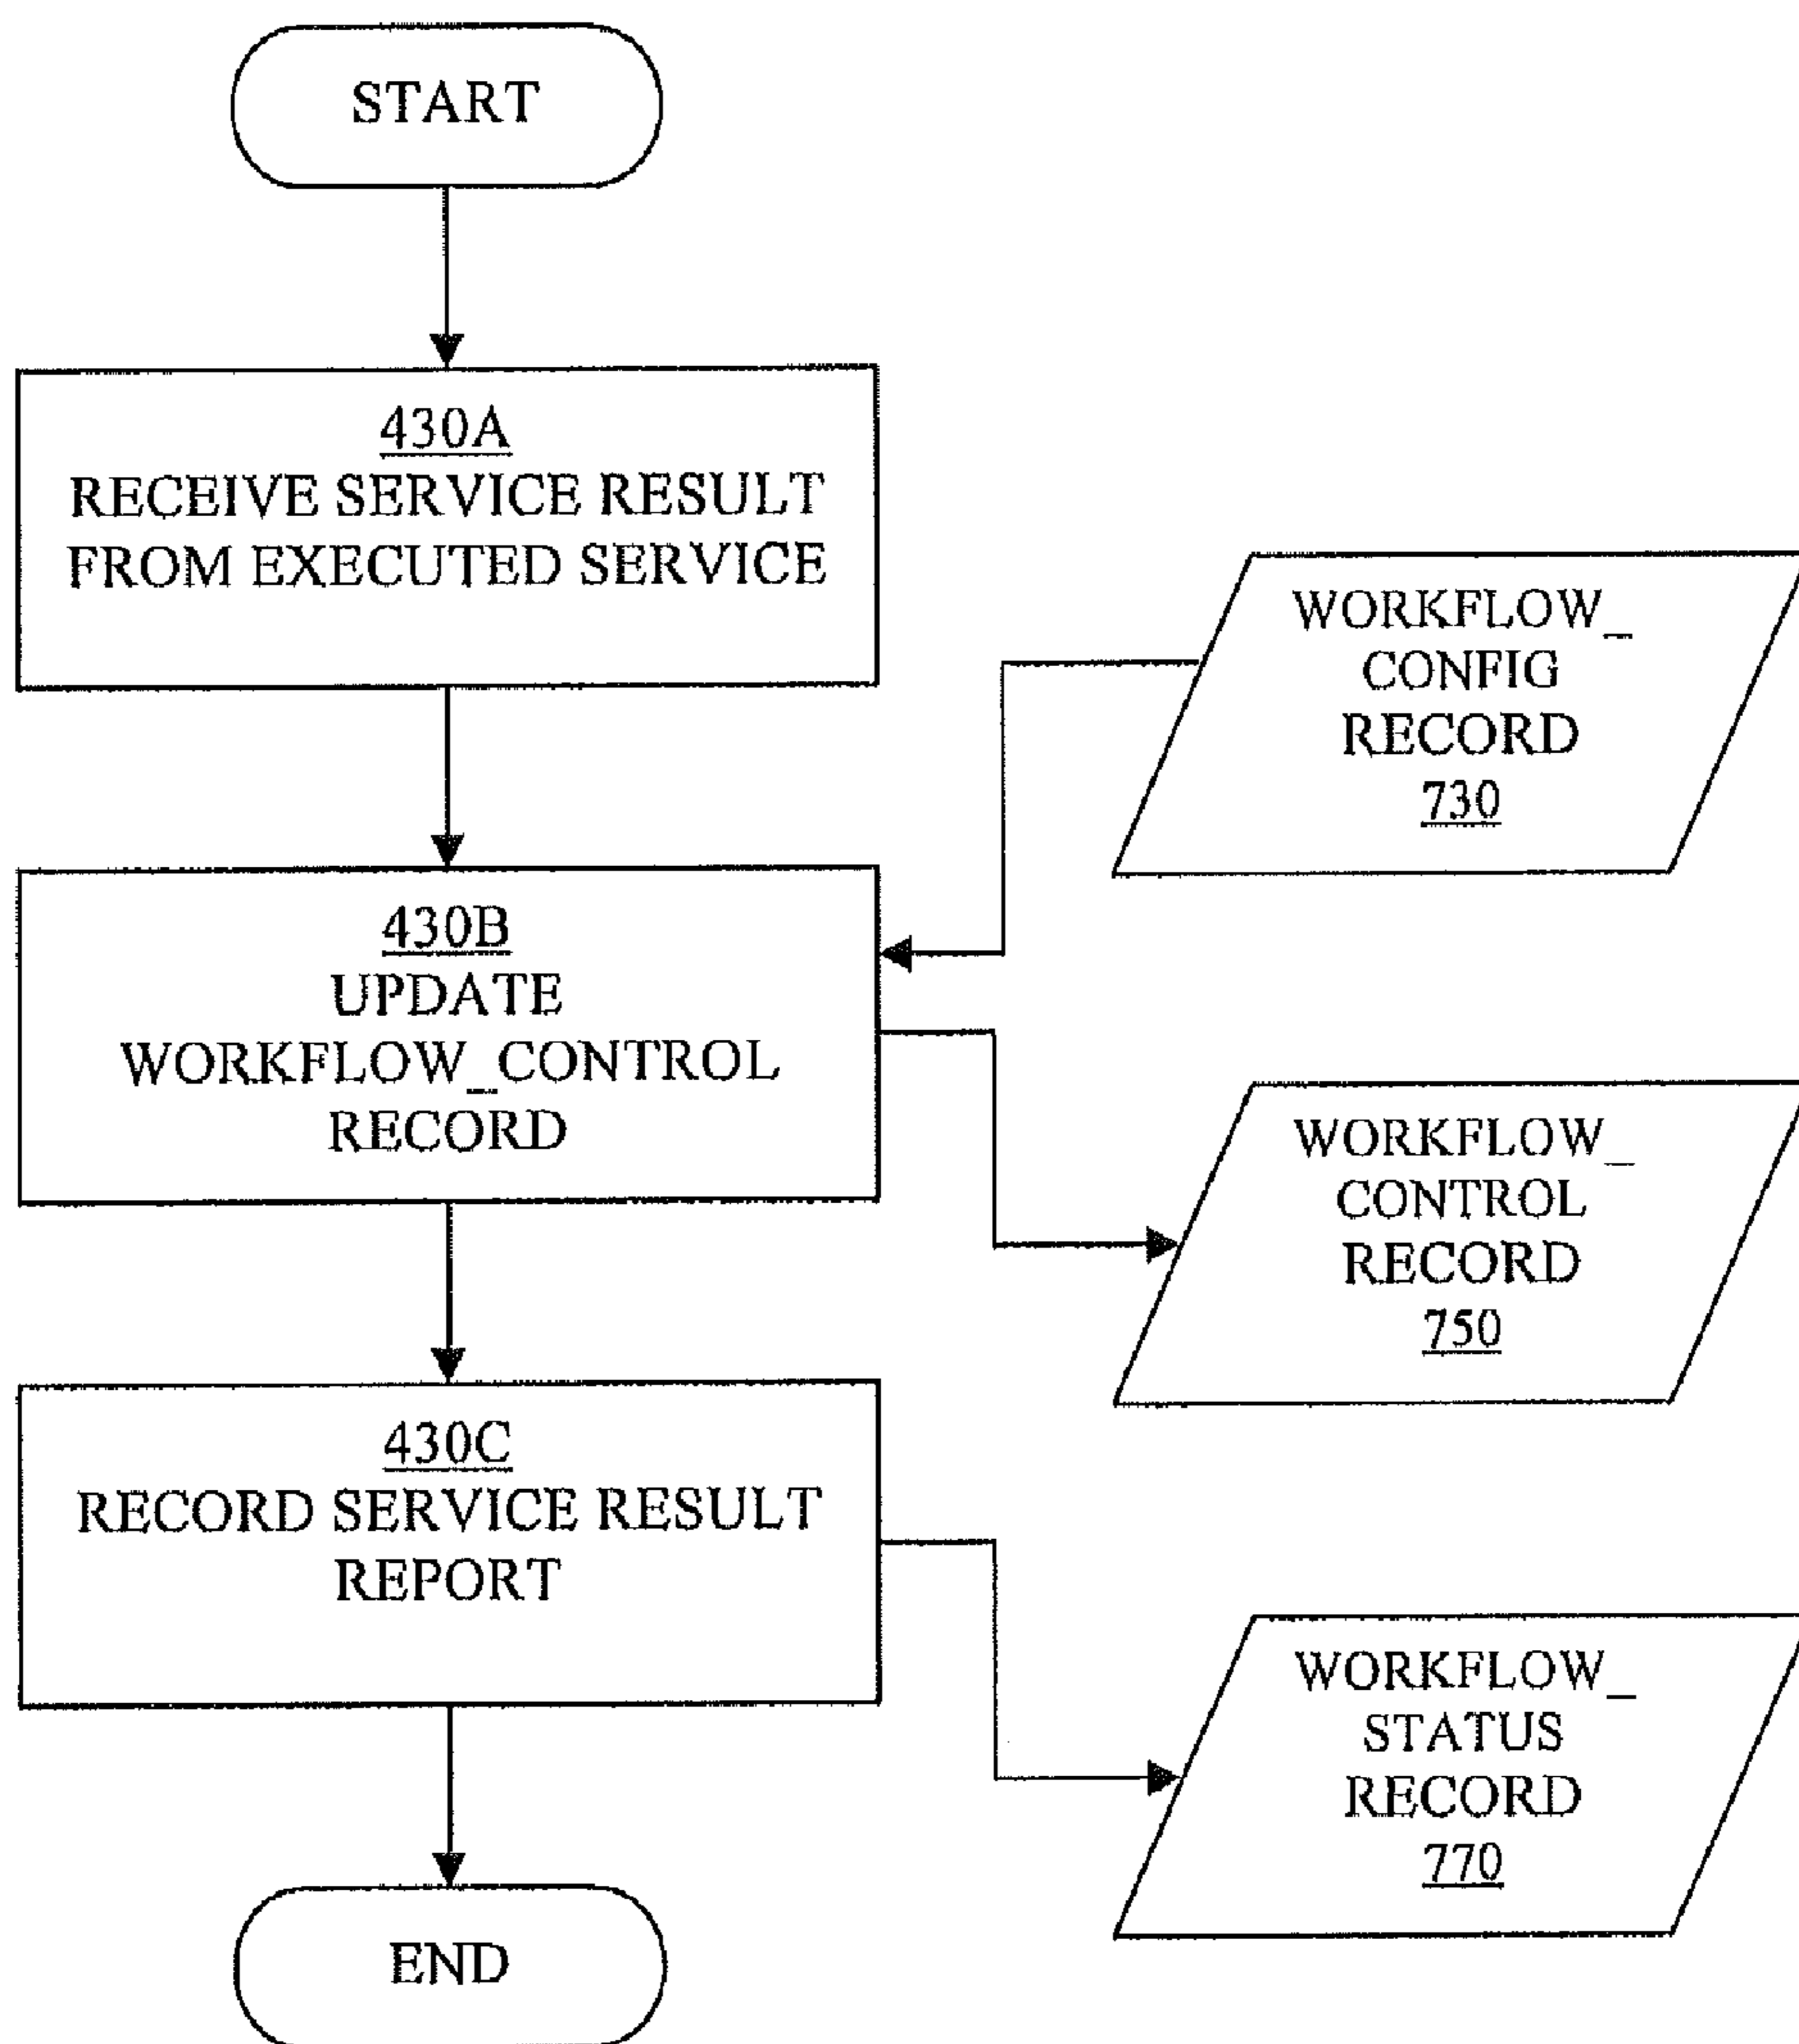 START
430A
RECEIVE SERVICE RESULT
FROM EXECUTED SERVICE
WORKFLOW_
CONFIG
RECORD
730
430B
UPDATE
WORKFLOW_CONTROL
RECORD
WORKFLOW_
CONTROL
RECORD
750
430C
RECORD SERVICE RESULT
REPORT
WORKFLOW_
STATUS
RECORD
770
END